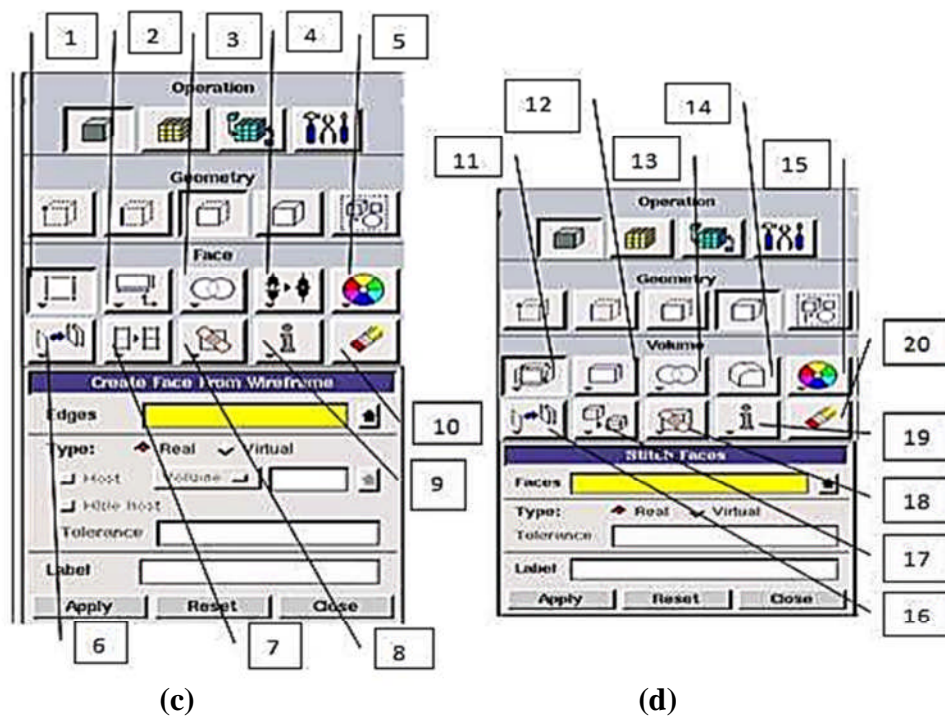 1 2 3 4 5
Operation
Geometry
Face
Create Face From Wireframe
Edges
Type: Real Virtual
Host Volume
Hide host
Tolerance
Label
Apply Reset Close
10
9
6 7 8
(c)
12 14
11 13 15
Operation
Geometry
Volume
20
19
Stitch Faces
Faces
18
Type: Real Virtual
Tolerance
17
Label
Apply Reset Close
16
(d)